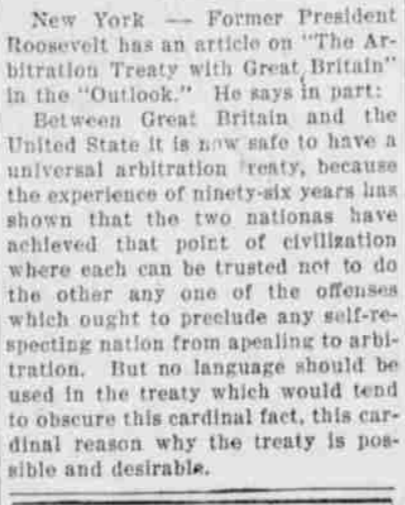 New York — Former President
Roosevelt has an article on "The Ar-
bitration Treaty with Great Britain"
in the "Outlook." He says in part:
Between Great Britain and the
United State it is now safe to have a
universal arbitration treaty, because
the experience of ninety-six years has
shown that the two nationas have
achieved that point of civilization
where each can be trusted not to do
the other any one of the offenses
which ought to preclude any self-re-
specting nation from apealing to arbi-
tration. But no language should be
used in the treaty which would tend
to obscure this cardinal fact, this car-
dinal reason why the treaty is pos-
sible and desirable.